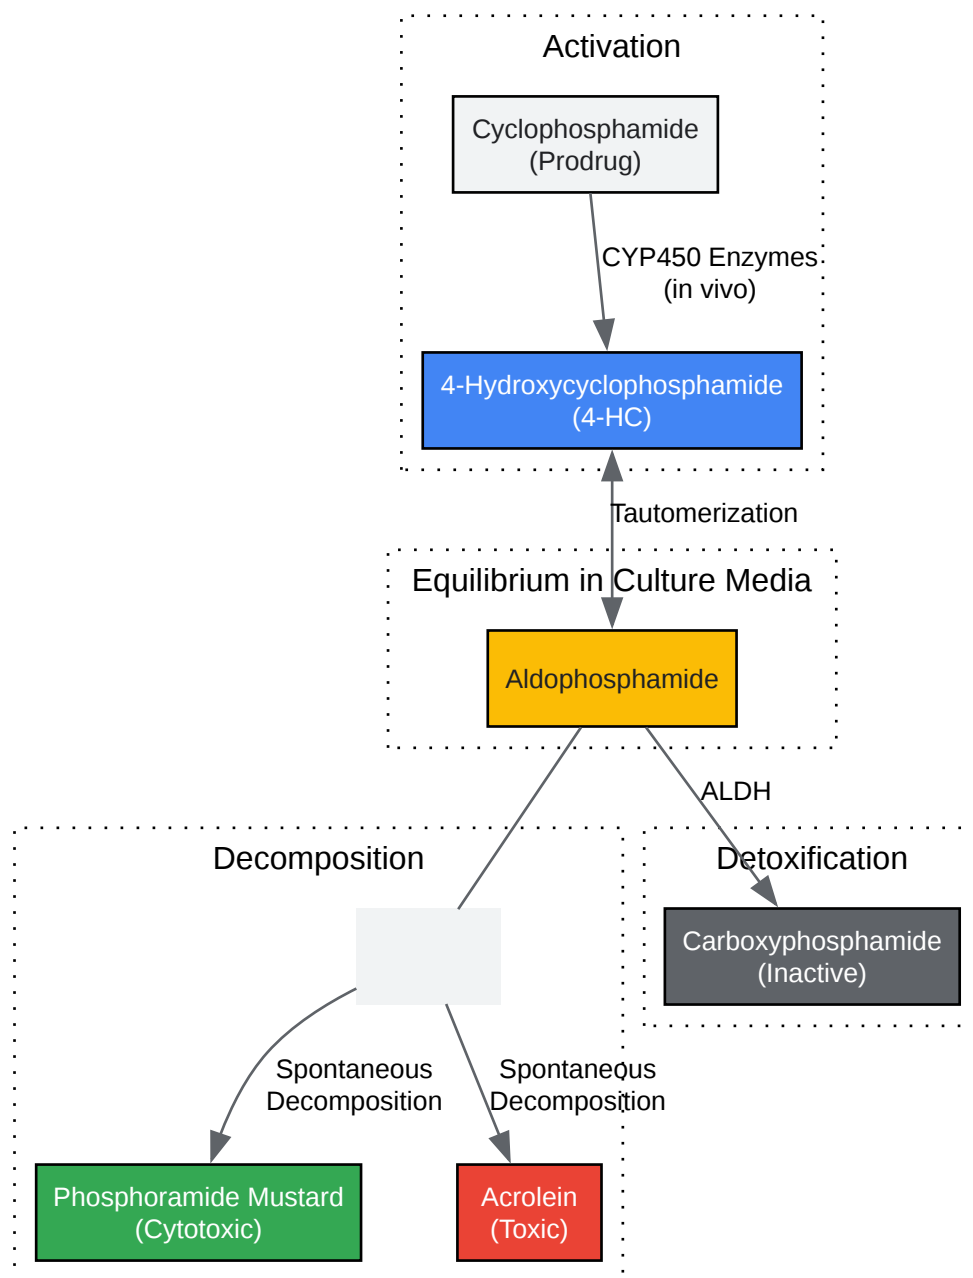 Activation
Cyclophosphamide
(Prodrug)
CYP450 Enzymes
(in vivo)
4-Hydroxycyclophosphamide
(4-HC)
Tautomerization
Equilibrium in Culture Media
Aldophosphamide
ALDH
Decomposition
Detoxification
Carboxyphosphamide
(Inactive)
Spontaneous
Decomposition
Spontaneous
Decomposition
Phosphoramide Mustard
(Cytotoxic)
Acrolein
(Toxic)